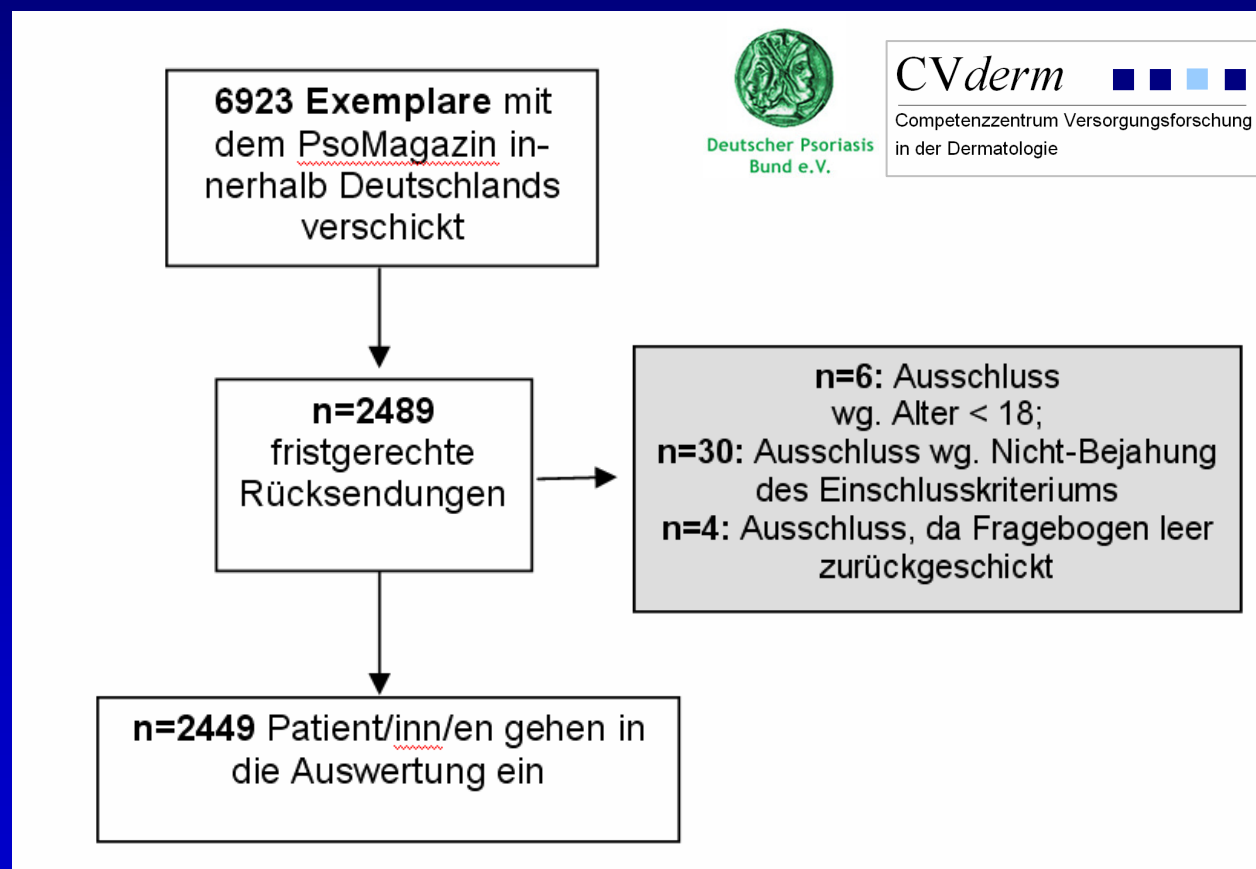 6923 Exemplare mit
dem PsoMagazin in-
nerhalb Deutschlands
verschickt
Deutscher Psoriasis
Bund e.V.
CVderm
Competenzzentrum Versorgungsforschung
in der Dermatologie
n=2489
fristgerechte
Rücksendungen
n=6: Ausschluss
wg. Alter < 18;
n=30: Ausschluss wg. Nicht-Bejahung
des Einschlusskriteriums
n=4: Ausschluss, da Fragebogen leer
zurückgeschickt
n=2449 Patient/inn/en gehen in
die Auswertung ein